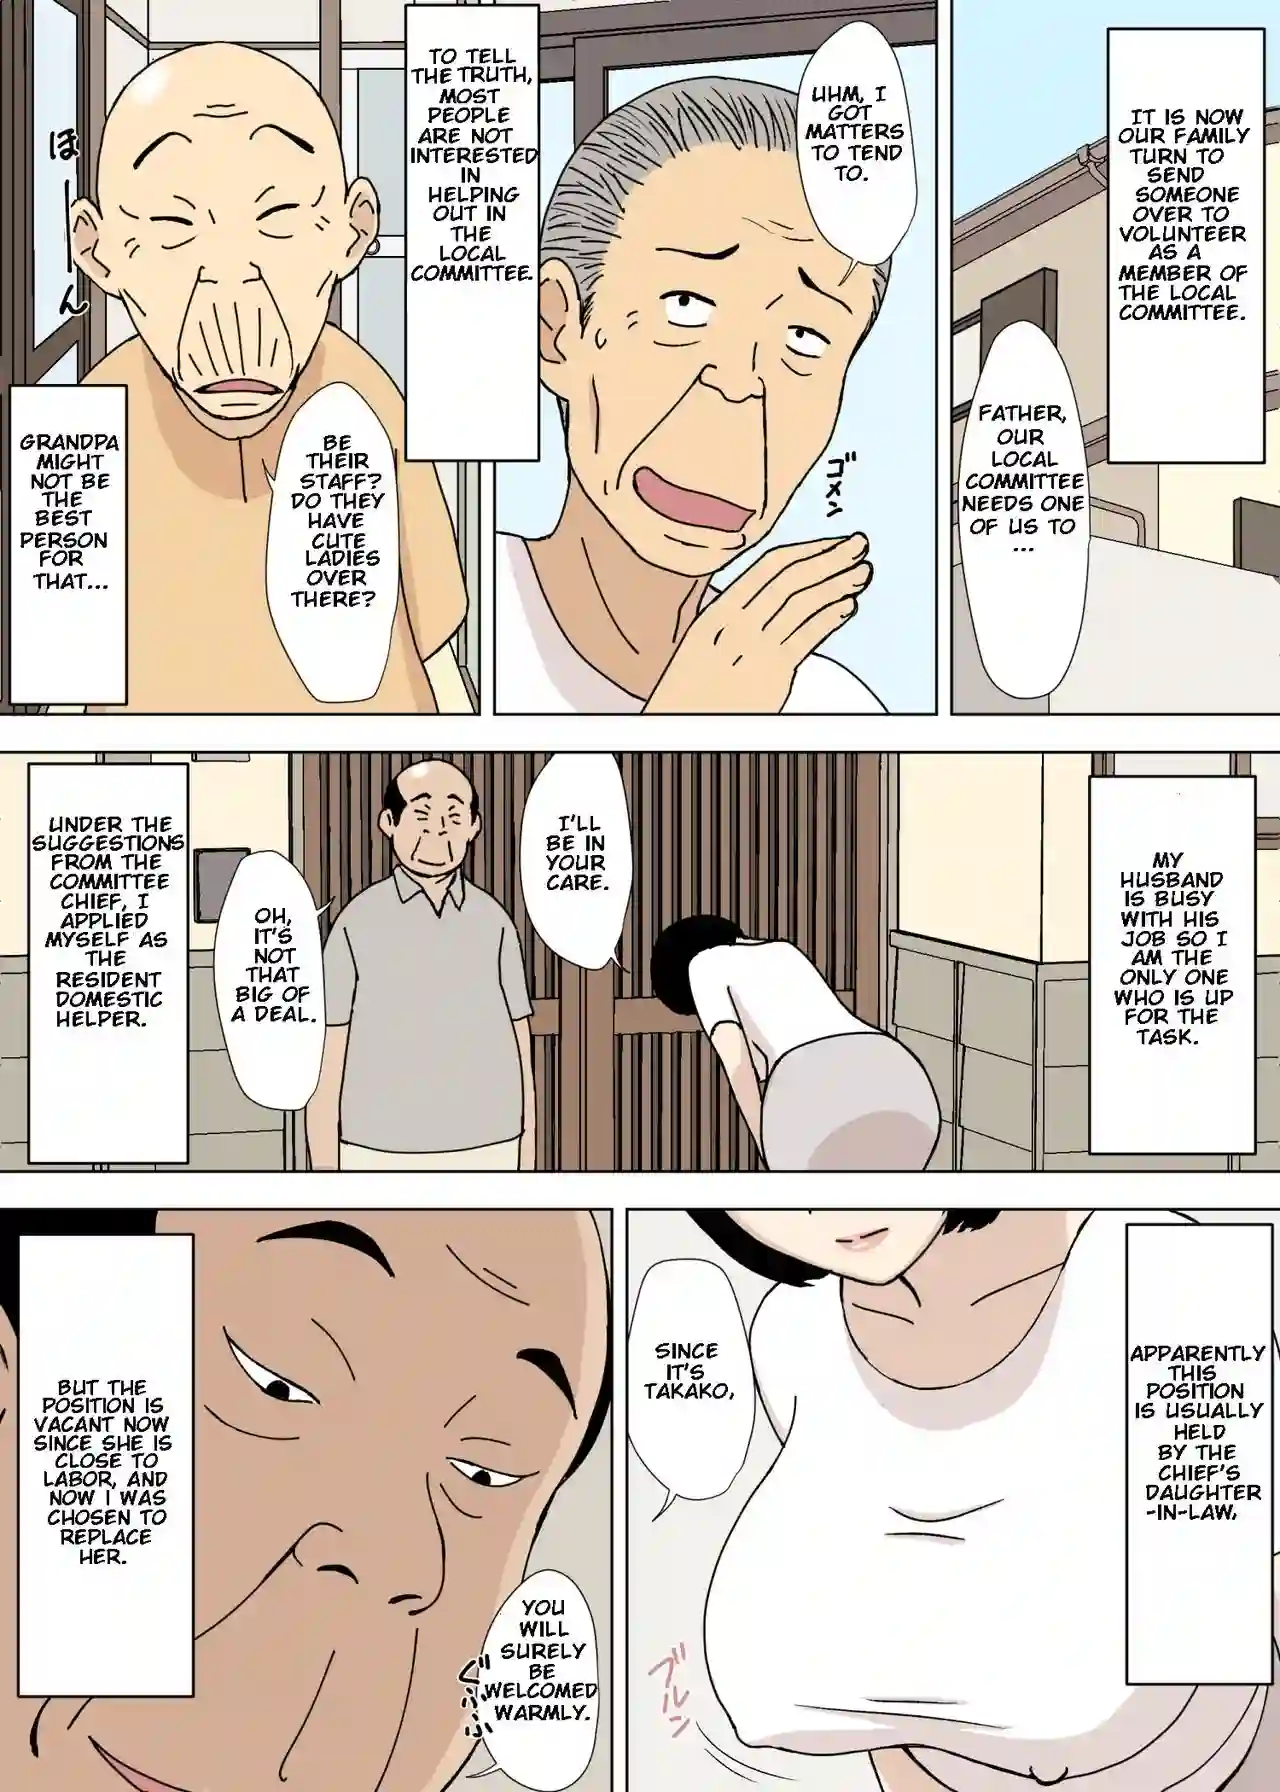 IT IS NOW
OUR FAMILY
TURN TO
SEND
SOMEONE
OVER TO
VOLUNTEER
AS A
MEMBER OF
THE LOCAL
COMMITTEE.
FATHER,
OUR
LOCAL
COMMITTEE
NEEDS ONE
OF US TO
...
UHM, I
GOT
MATTERS
TO TEND
TO.
ゴメン
TO TELL
THE TRUTH,
MOST
PEOPLE
ARE NOT
INTERESTED
IN
HELPING
OUT IN
THE
LOCAL
COMMITTEE.
ほーん
BE
THEIR
STAFF?
DO THEY
HAVE
CUTE
LADIES
OVER
THERE?
GRANDPA
MIGHT
NOT BE
THE
BEST
PERSON
FOR
THAT...
MY
HUSBAND
IS BUSY
WITH HIS
JOB SO I
AM THE
ONLY ONE
WHO IS UP
FOR THE
TASK.
I'LL
BE IN
YOUR
CARE.
OH,
IT'S
NOT
THAT
BIG OF
A DEAL.
UNDER THE
SUGGESTIONS
FROM THE
COMMITTEE
CHIEF, I
APPLIED
MYSELF AS
THE
RESIDENT
DOMESTIC
HELPER.
APPARENTLY
THIS
POSITION
IS USUALLY
HELD
BY THE
CHIEF'S
DAUGHTER
-IN-LAW,
SINCE
IT'S
TAKAKO,
ブルン
YOU
WILL
SURELY
BE
WELCOMED
WARMLY.
BUT THE
POSITION IS
VACANT NOW
SINCE SHE IS
CLOSE TO
LABOR, AND
NOW I WAS
CHOSEN TO
REPLACE
HER.